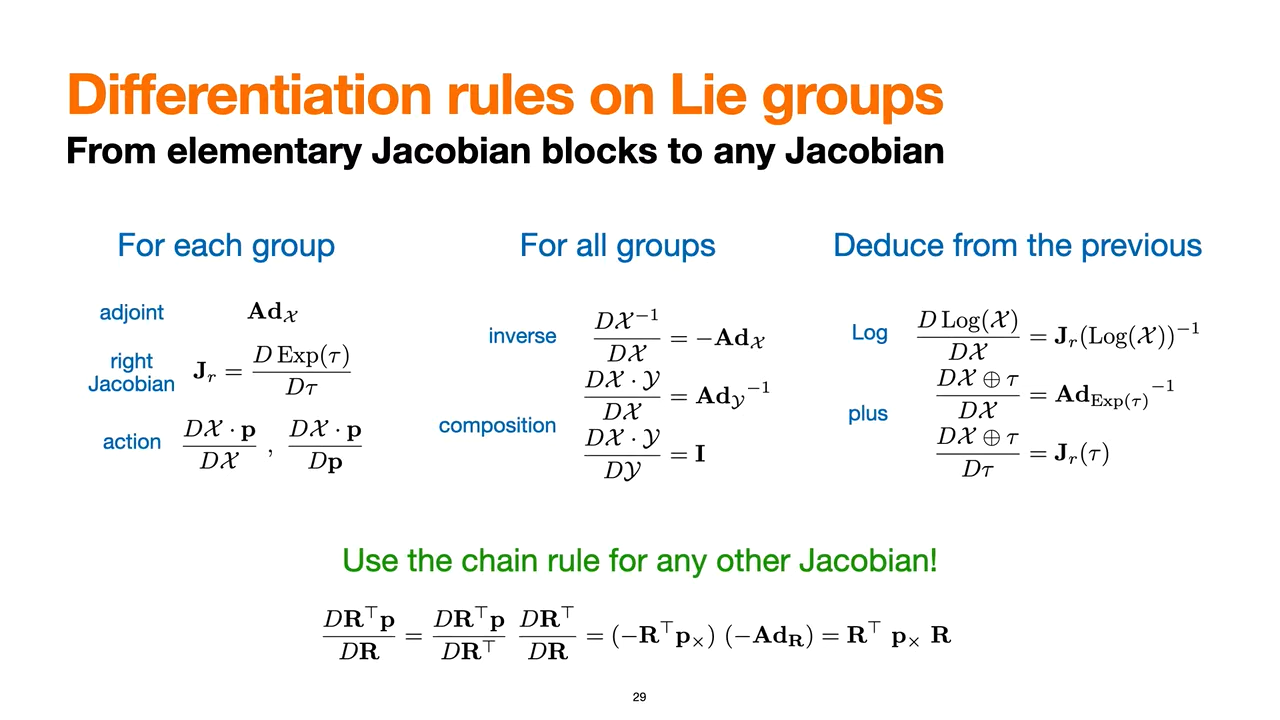 Differentiation rules on Lie groups
From elementary Jacobian blocks to any Jacobian
For each group
adjoint Ad_𝒳
right Jacobian J_r = D Exp(τ) / Dτ
action D𝒳 · p / D𝒳 , D𝒳 · p / Dp
For all groups
inverse D𝒳⁻¹ / D𝒳 = −Ad_𝒳
composition D𝒳 · 𝒴 / D𝒳 = Ad_𝒴⁻¹
D𝒳 · 𝒴 / D𝒴 = I
Deduce from the previous
Log D Log(𝒳) / D𝒳 = J_r(Log(𝒳))⁻¹
plus D𝒳 ⊕ τ / D𝒳 = Ad_Exp(τ)⁻¹
D𝒳 ⊕ τ / Dτ = J_r(τ)
Use the chain rule for any other Jacobian!
DR⊤p / DR = DR⊤p / DR⊤ DR⊤ / DR = (−R⊤p×) (−Ad_R) = R⊤ p× R
29